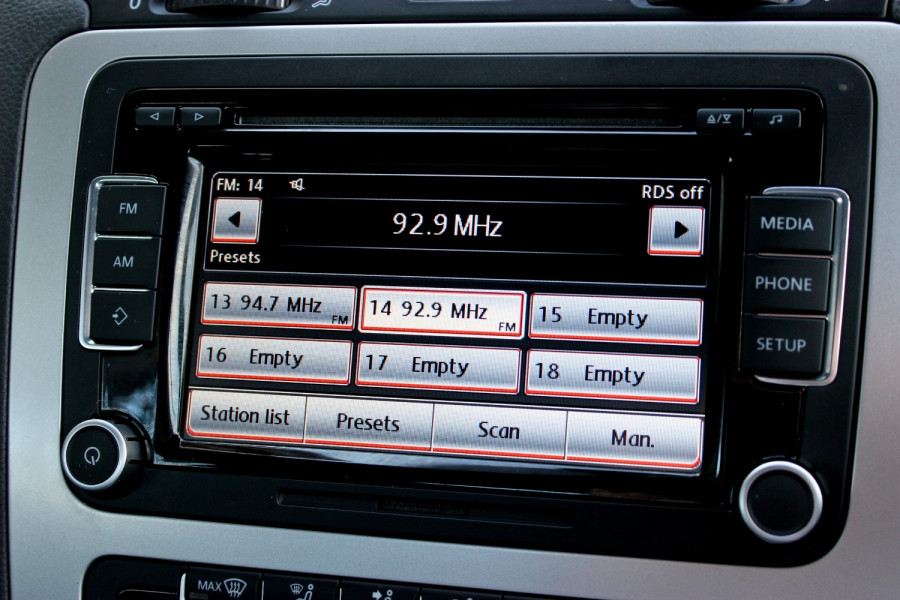 FM: 14
RDS off
92.9 MHz
Presets
13 94.7 MHz FM
14 92.9 MHz FM
15 Empty
16 Empty
17 Empty
18 Empty
Station list
Presets
Scan
Man.
FM
AM
MEDIA
PHONE
SETUP
MAX